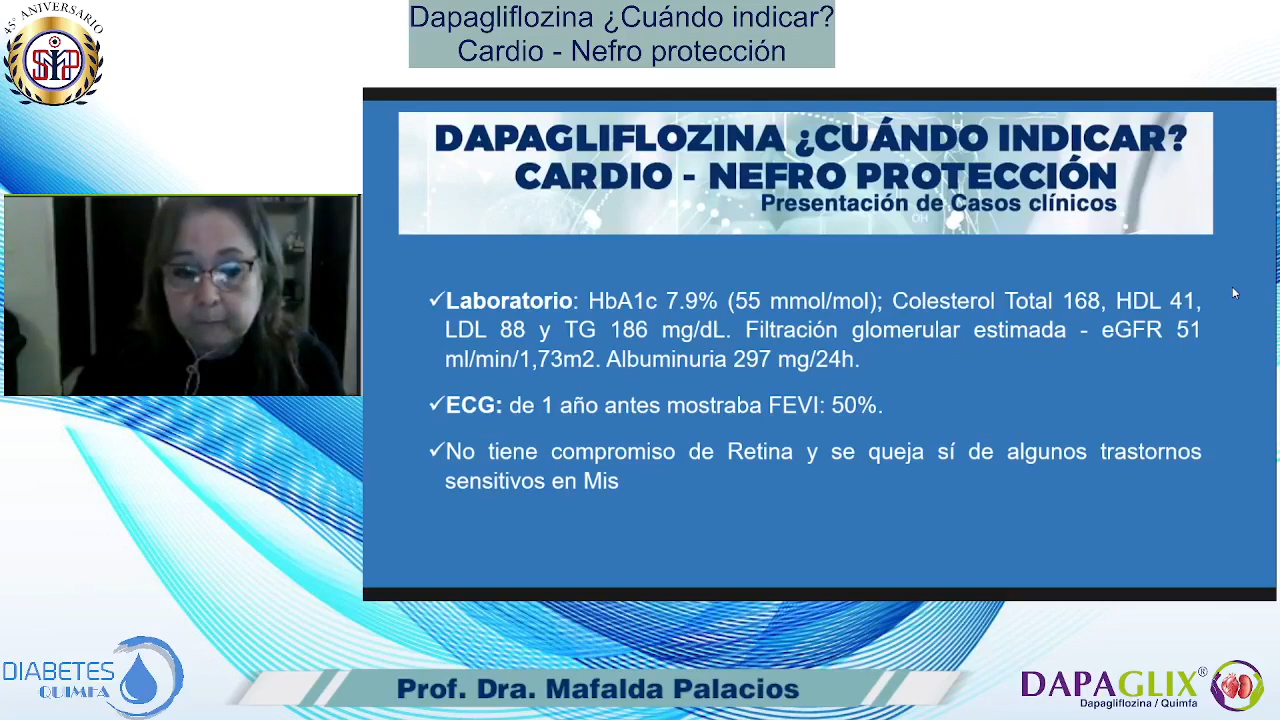 45° ANIVERSARIO
SMP
Dapagliflozina ¿Cuándo indicar?
Cardio - Nefro protección
DAPAGLIFLOZINA ¿CUÁNDO INDICAR?
CARDIO - NEFRO PROTECCIÓN
Presentación de Casos clínicos
OH
✓Laboratorio: HbA1c 7.9% (55 mmol/mol); Colesterol Total 168, HDL 41,
LDL 88 y TG 186 mg/dL. Filtración glomerular estimada - eGFR 51
ml/min/1,73m2. Albuminuria 297 mg/24h.
✓ECG: de 1 año antes mostraba FEVI: 50%.
✓No tiene compromiso de Retina y se queja sí de algunos trastornos
sensitivos en Mis
DIABETES
QUIMFA
Prof. Dra. Mafalda Palacios
DAPAGLIX®
Dapagliflozina / Quimfa